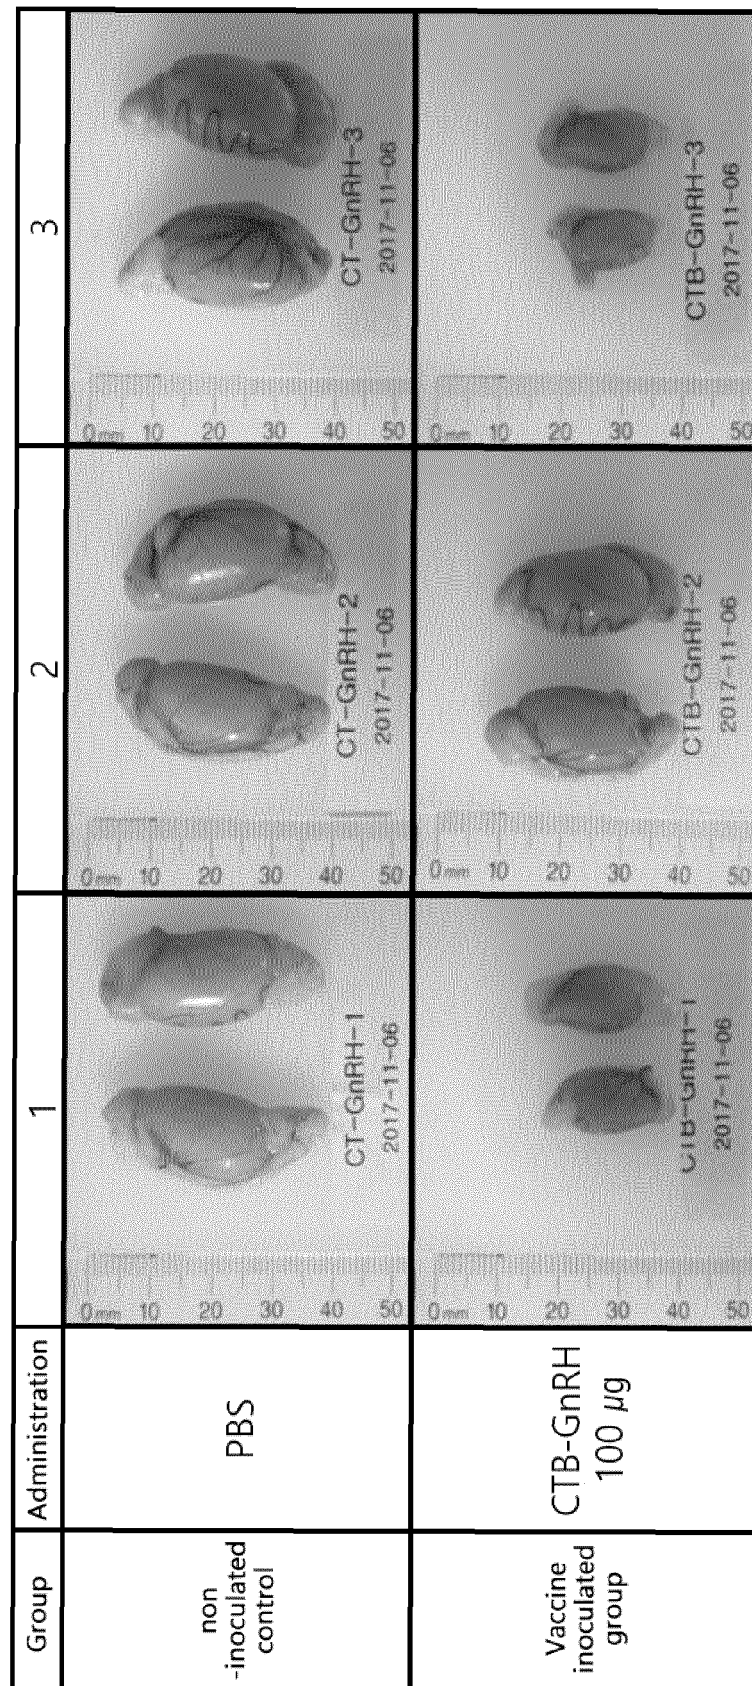 Group
Administration
1
2
3
non
-inoculated
control
PBS
0mm 10 20 30 40 50
CT-GnRH-1
2017-11-06
0mm 10 20 30 40 50
CT-GnRH-2
2017-11-06
0mm 10 20 30 40 50
CT-GnRH-3
2017-11-06
Vaccine
inoculated
group
CTB-GnRH
100 µg
0mm 10 20 30 40 50
CTB-GnRH-1
2017-11-06
0mm 10 20 30 40 50
CTB-GnRH-2
2017-11-06
0mm 10 20 30 40 50
CTB-GnRH-3
2017-11-06